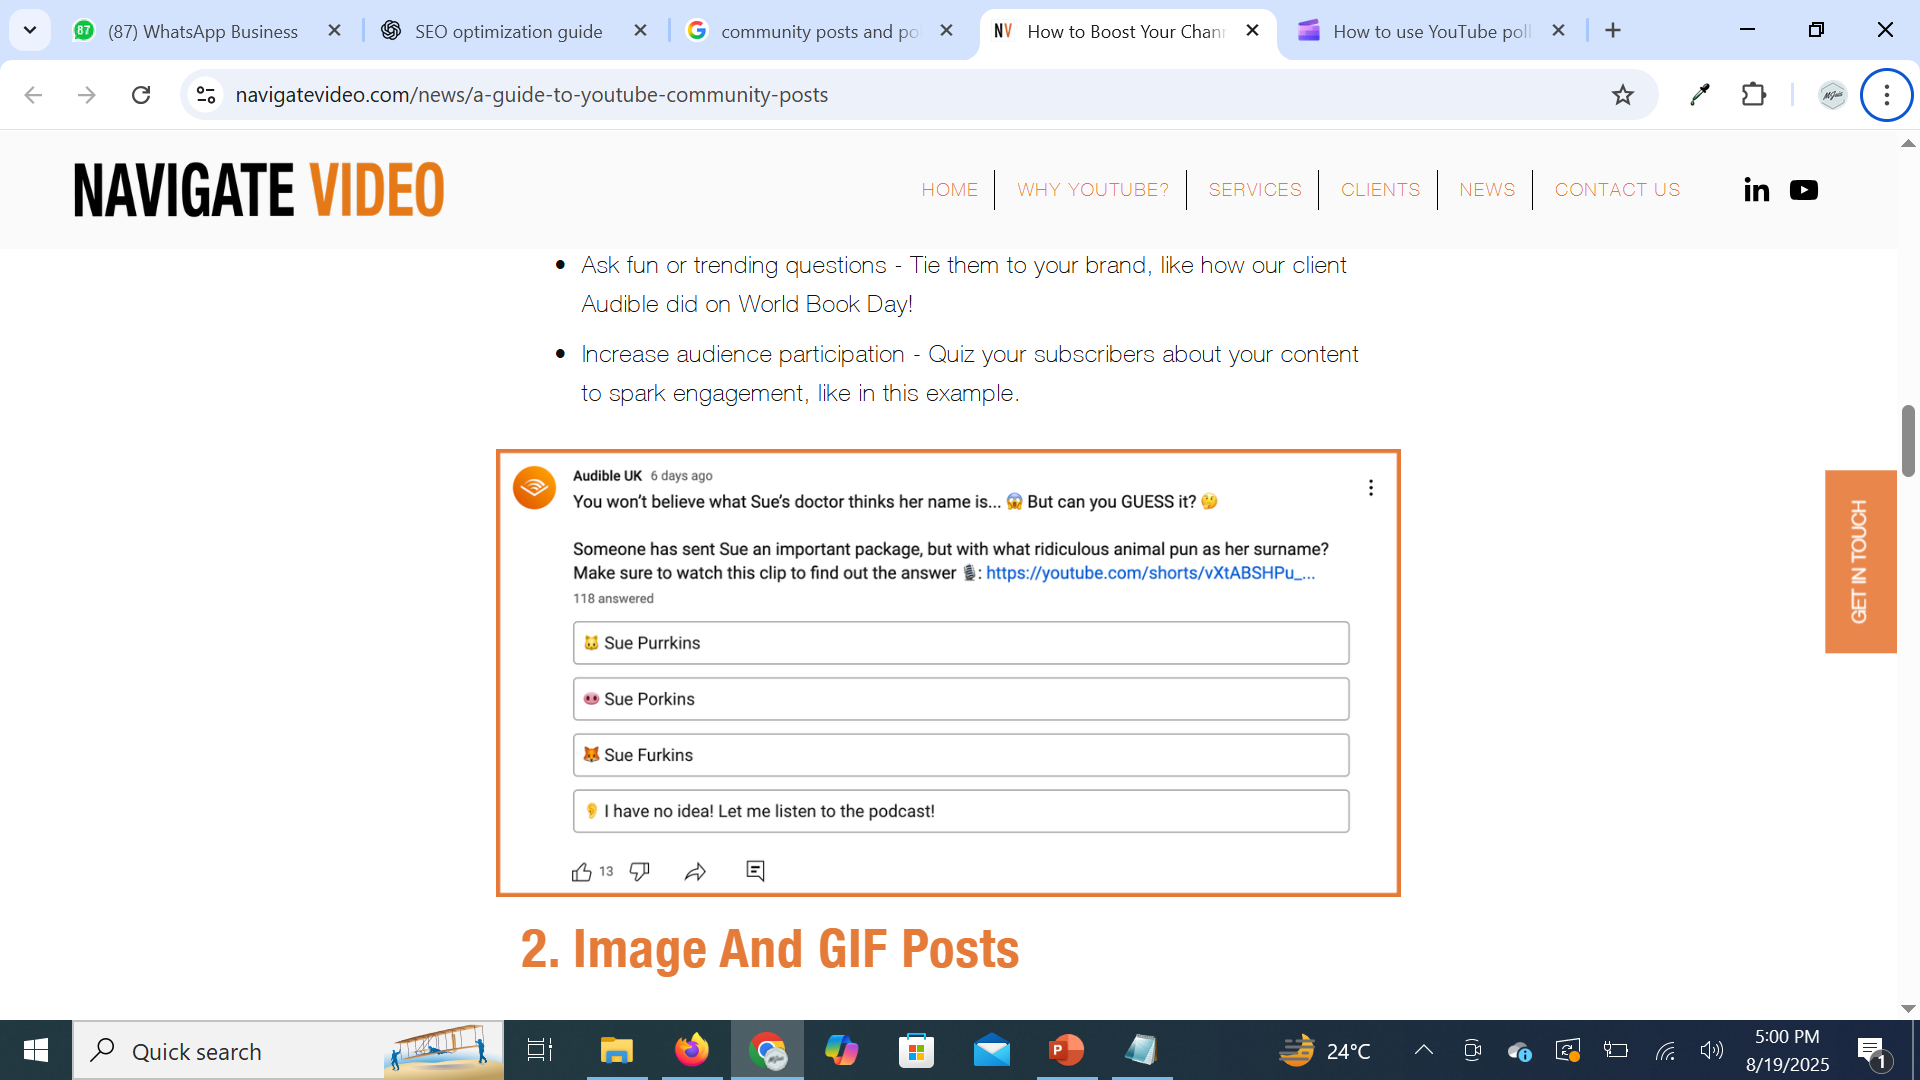 (87) WhatsApp Business
SEO optimization guide
community posts and po
How to Boost Your Chan
How to use YouTube poll
navigatevideo.com/news/a-guide-to-youtube-community-posts
NAVIGATE VIDEO
HOME
WHY YOUTUBE?
SERVICES
CLIENTS
NEWS
CONTACT US
• Ask fun or trending questions - Tie them to your brand, like how our client
Audible did on World Book Day!
• Increase audience participation - Quiz your subscribers about your content
to spark engagement, like in this example.
Audible UK 6 days ago
You won’t believe what Sue’s doctor thinks her name is... 😱 But can you GUESS it? 🤔
Someone has sent Sue an important package, but with what ridiculous animal pun as her surname?
Make sure to watch this clip to find out the answer 🎙️: https://youtube.com/shorts/vXtABSHPu_...
118 answered
🐱 Sue Purrkins
🐽 Sue Porkins
🦊 Sue Furkins
👂 I have no idea! Let me listen to the podcast!
13
GET IN TOUCH
2. Image And GIF Posts
Quick search
24°C
5:00 PM
8/19/2025
1